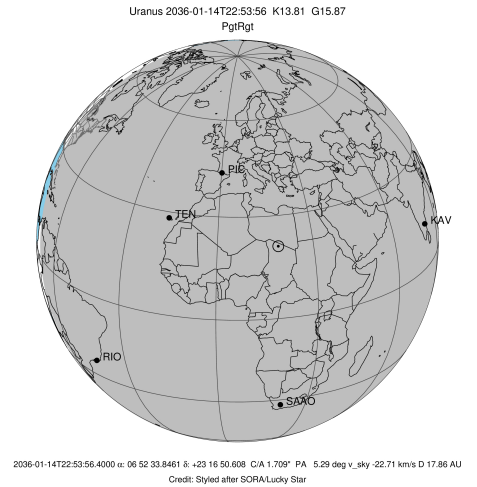 Uranus 2036-01-14T22:53:56 K13.81 G15.87
PgtRgt
PIC
TEN
KAV
RIO
SAAO
2036-01-14T22:53:56.4000 α: 06 52 33.8461 δ: +23 16 50.608 C/A 1.709" PA 5.29 deg v_sky -22.71 km/s D 17.86 AU
Credit: Styled after SORA/Lucky Star